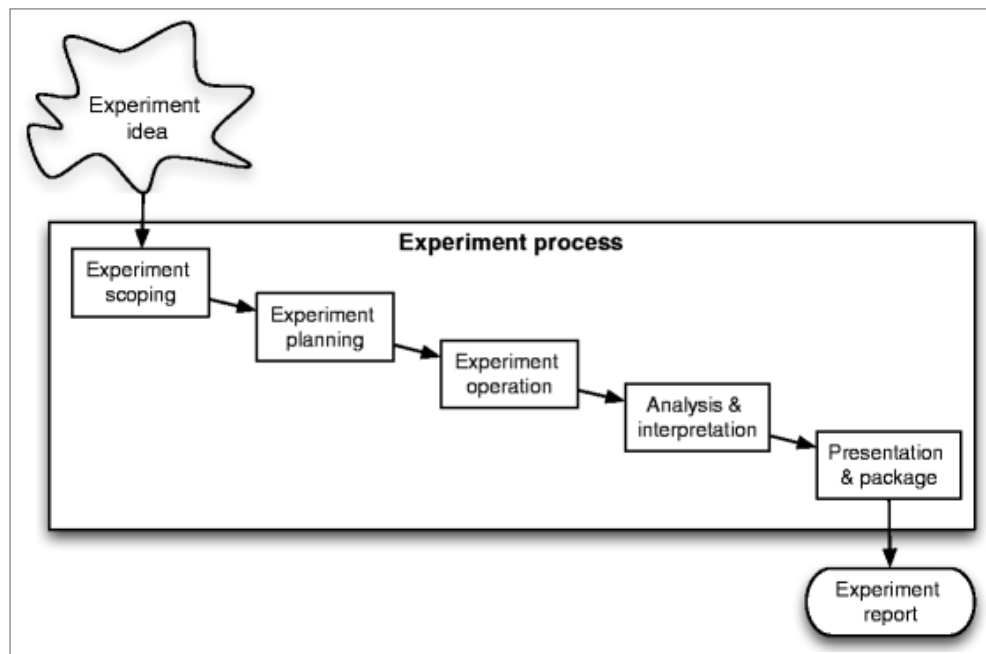 Experiment
idea
Experiment process
Experiment
scoping
Experiment
planning
Experiment
operation
Analysis &
interpretation
Presentation
& package
Experiment
report